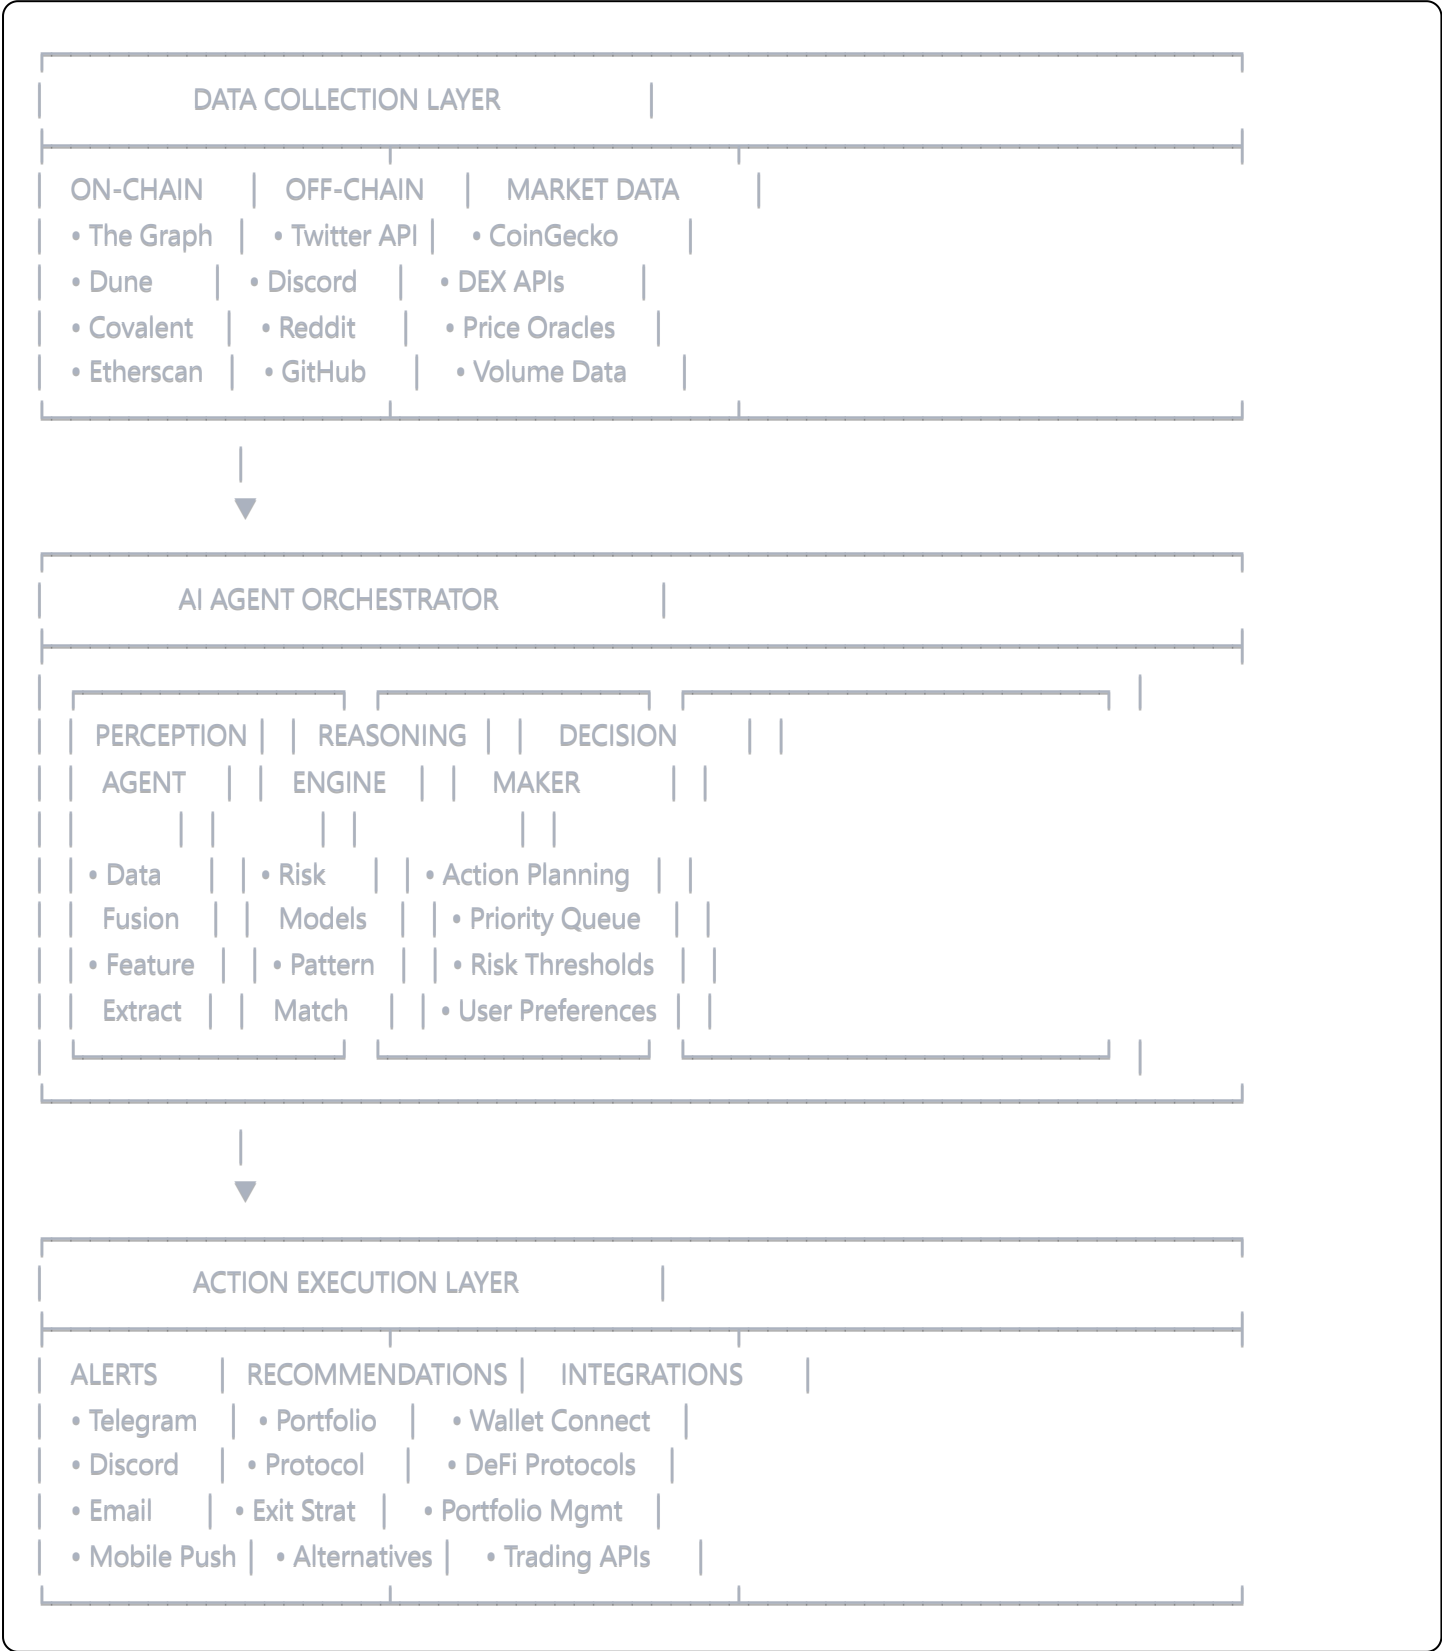 DATA COLLECTION LAYER
ON-CHAIN OFF-CHAIN MARKET DATA
• The Graph • Twitter API • CoinGecko
• Dune • Discord • DEX APIs
• Covalent • Reddit • Price Oracles
• Etherscan • GitHub • Volume Data
▼
AI AGENT ORCHESTRATOR
PERCEPTION REASONING DECISION
AGENT ENGINE MAKER
• Data • Risk • Action Planning
Fusion Models • Priority Queue
• Feature • Pattern • Risk Thresholds
Extract Match • User Preferences
▼
ACTION EXECUTION LAYER
ALERTS RECOMMENDATIONS INTEGRATIONS
• Telegram • Portfolio • Wallet Connect
• Discord • Protocol • DeFi Protocols
• Email • Exit Strat • Portfolio Mgmt
• Mobile Push • Alternatives • Trading APIs